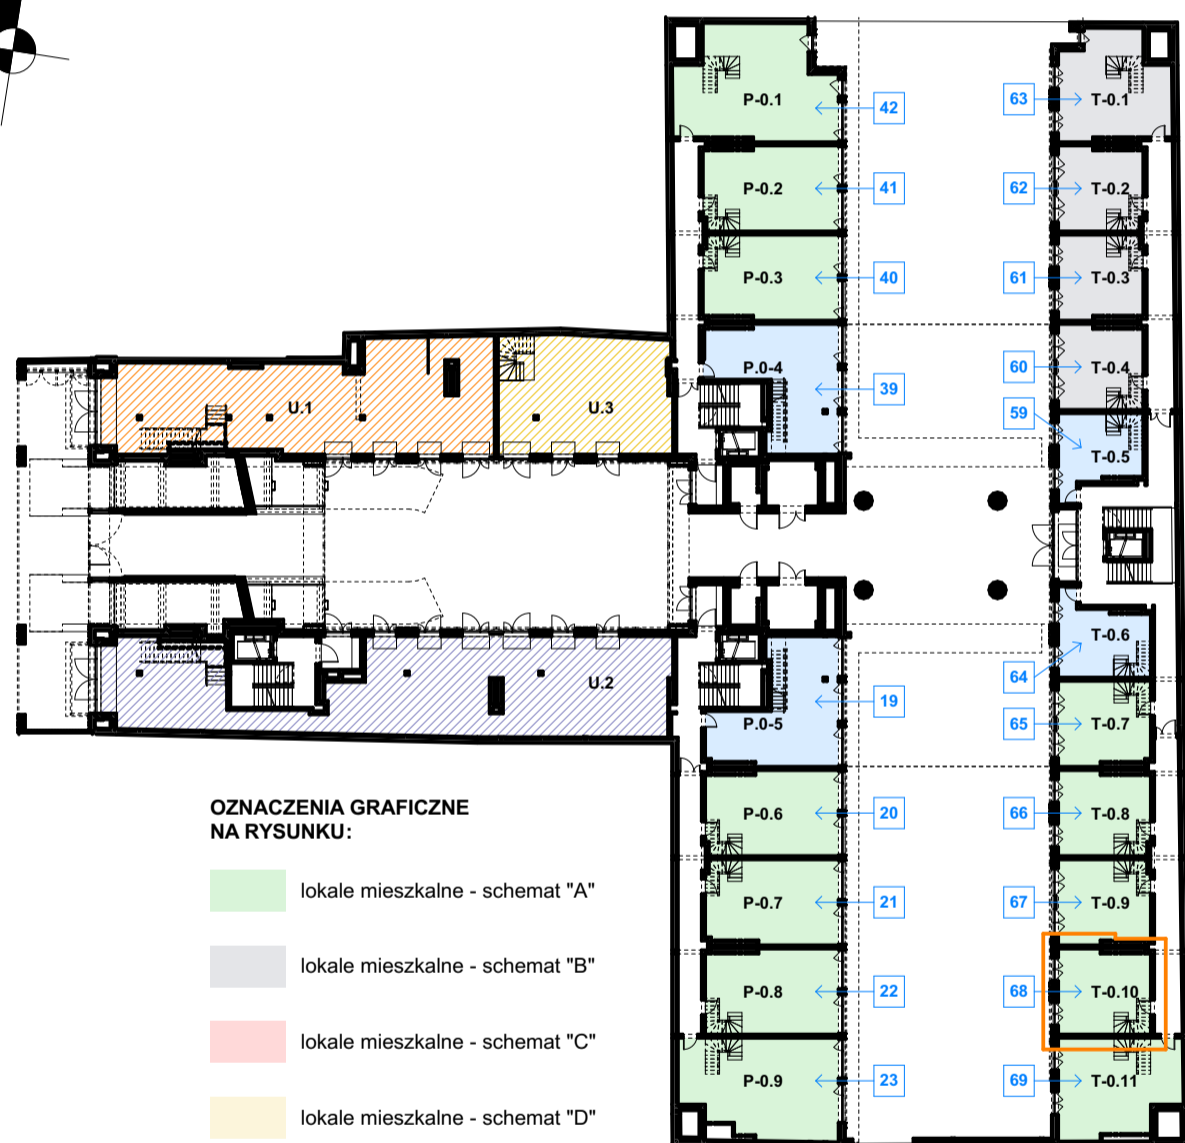 P-0.1
42
63
T-0.1
P-0.2
41
62
T-0.2
P-0.3
40
61
T-0.3
P.0-4
39
60
T-0.4
U.1
U.3
59
T-0.5
U.2
P.0-5
19
64
T-0.6
65
T-0.7
P-0.6
20
66
T-0.8
P-0.7
21
67
T-0.9
P-0.8
22
68
T-0.10
P-0.9
23
69
T-0.11
OZNACZENIA GRAFICZNE
NA RYSUNKU:
lokale mieszkalne - schemat "A"
lokale mieszkalne - schemat "B"
lokale mieszkalne - schemat "C"
lokale mieszkalne - schemat "D"